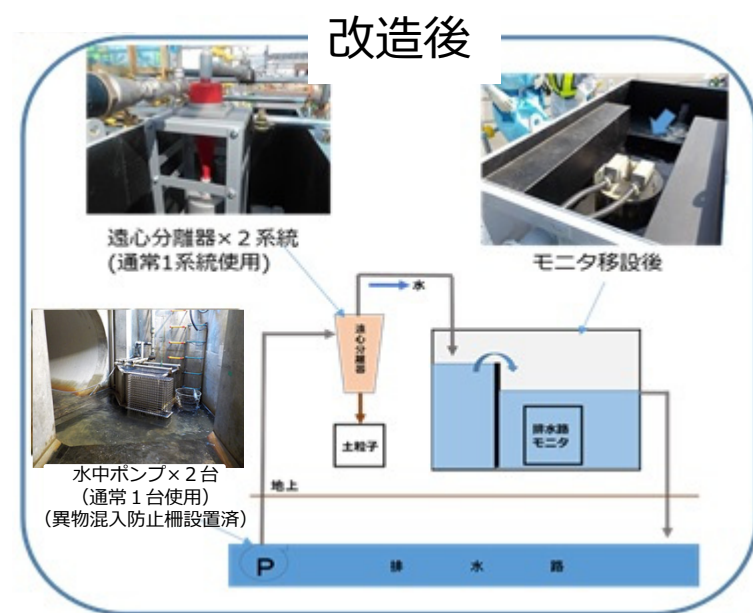 改造後
遠心分離器×２系統
(通常1系統使用)
モニタ移設後
水
遠心分離器
土粒子
排水路
モニタ
水中ポンプ×２台
（通常１台使用）
（異物混入防止柵設置済）
地上
P
排 水 路